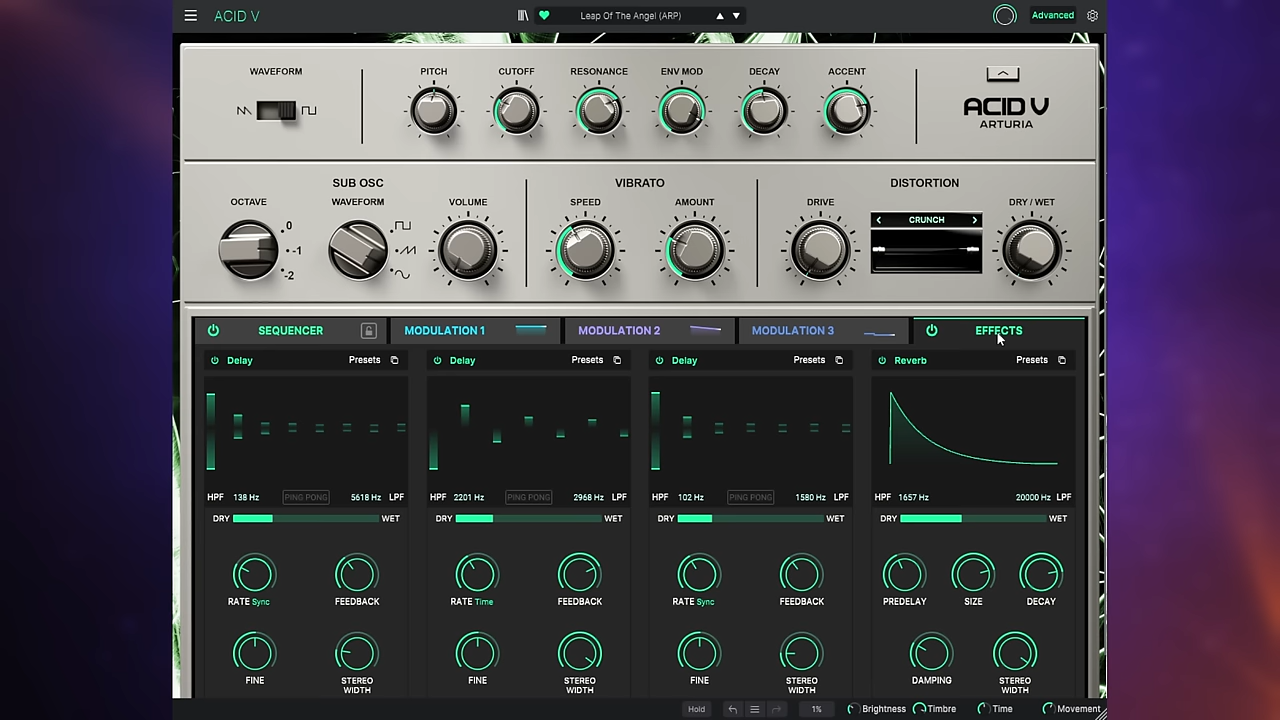 ACID V
Leap Of The Angel (ARP)
Advanced
WAVEFORM
PITCH
CUTOFF
RESONANCE
ENV MOD
DECAY
ACCENT
ACID V
ARTURIA
SUB OSC
VIBRATO
DISTORTION
OCTAVE
WAVEFORM
VOLUME
SPEED
AMOUNT
DRIVE
DRY / WET
0
-1
-2
CRUNCH
SEQUENCER
MODULATION 1
MODULATION 2
MODULATION 3
EFFECTS
Delay Presets
Delay Presets
Delay Presets
Reverb Presets
HPF 138 Hz PING PONG 5618 Hz LPF
HPF 2201 Hz PING PONG 2968 Hz LPF
HPF 102 Hz PING PONG 1580 Hz LPF
HPF 1657 Hz 20000 Hz LPF
DRY WET
DRY WET
DRY WET
DRY WET
RATE Sync FEEDBACK
RATE Time FEEDBACK
RATE Sync FEEDBACK
PREDELAY SIZE DECAY
FINE STEREO
WIDTH
FINE STEREO
WIDTH
FINE STEREO
WIDTH
DAMPING STEREO
WIDTH
Hold 1% Brightness Timbre Time Movement